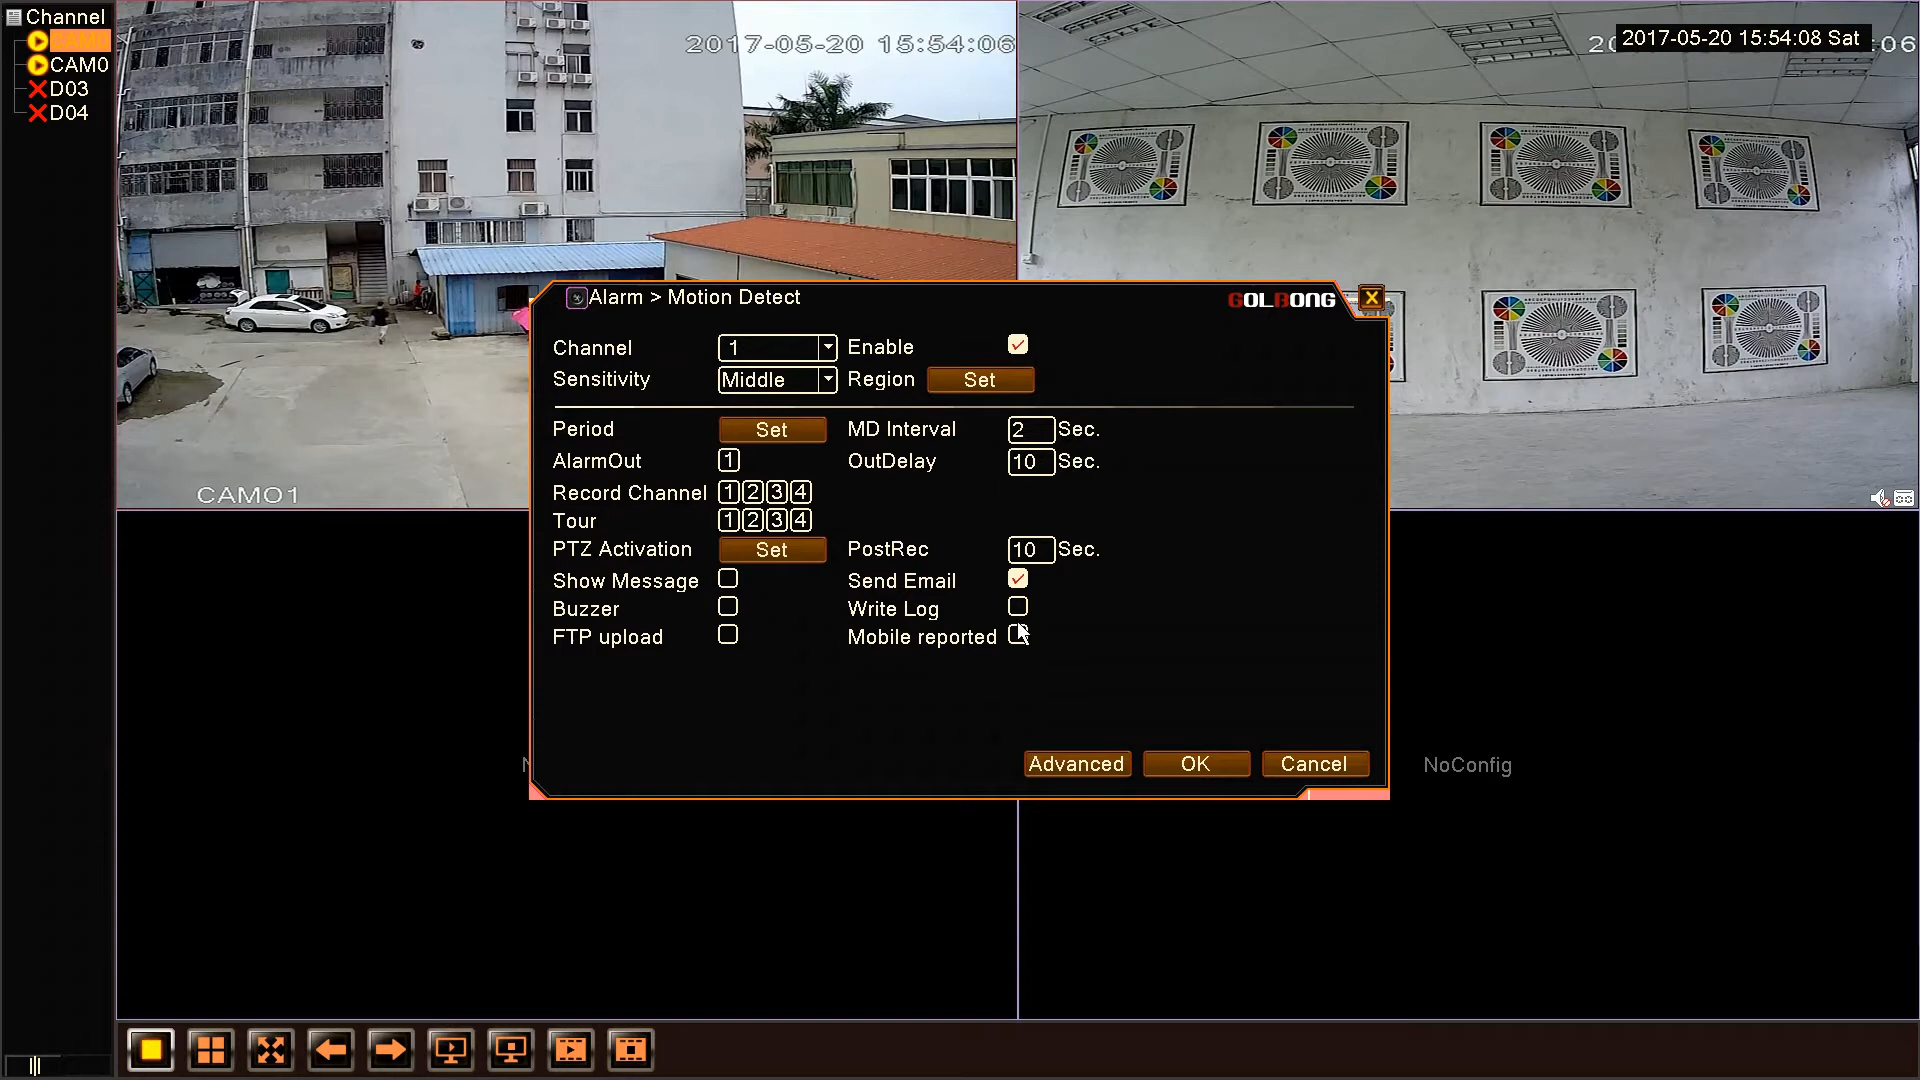 Channel
CAM0
D03
D04
2017-05-20 15:54:06
2017-05-20 15:54:08 Sat
:06
CAM01
Alarm > Motion Detect
GOLBONG
X
Channel 1 Enable
Sensitivity Middle Region Set
Period Set MD Interval 2 Sec.
AlarmOut 1 OutDelay 10 Sec.
Record Channel 1 2 3 4
Tour 1 2 3 4
PTZ Activation Set PostRec 10 Sec.
Show Message Send Email
Buzzer Write Log
FTP upload Mobile reported
Advanced OK Cancel
NoConfig